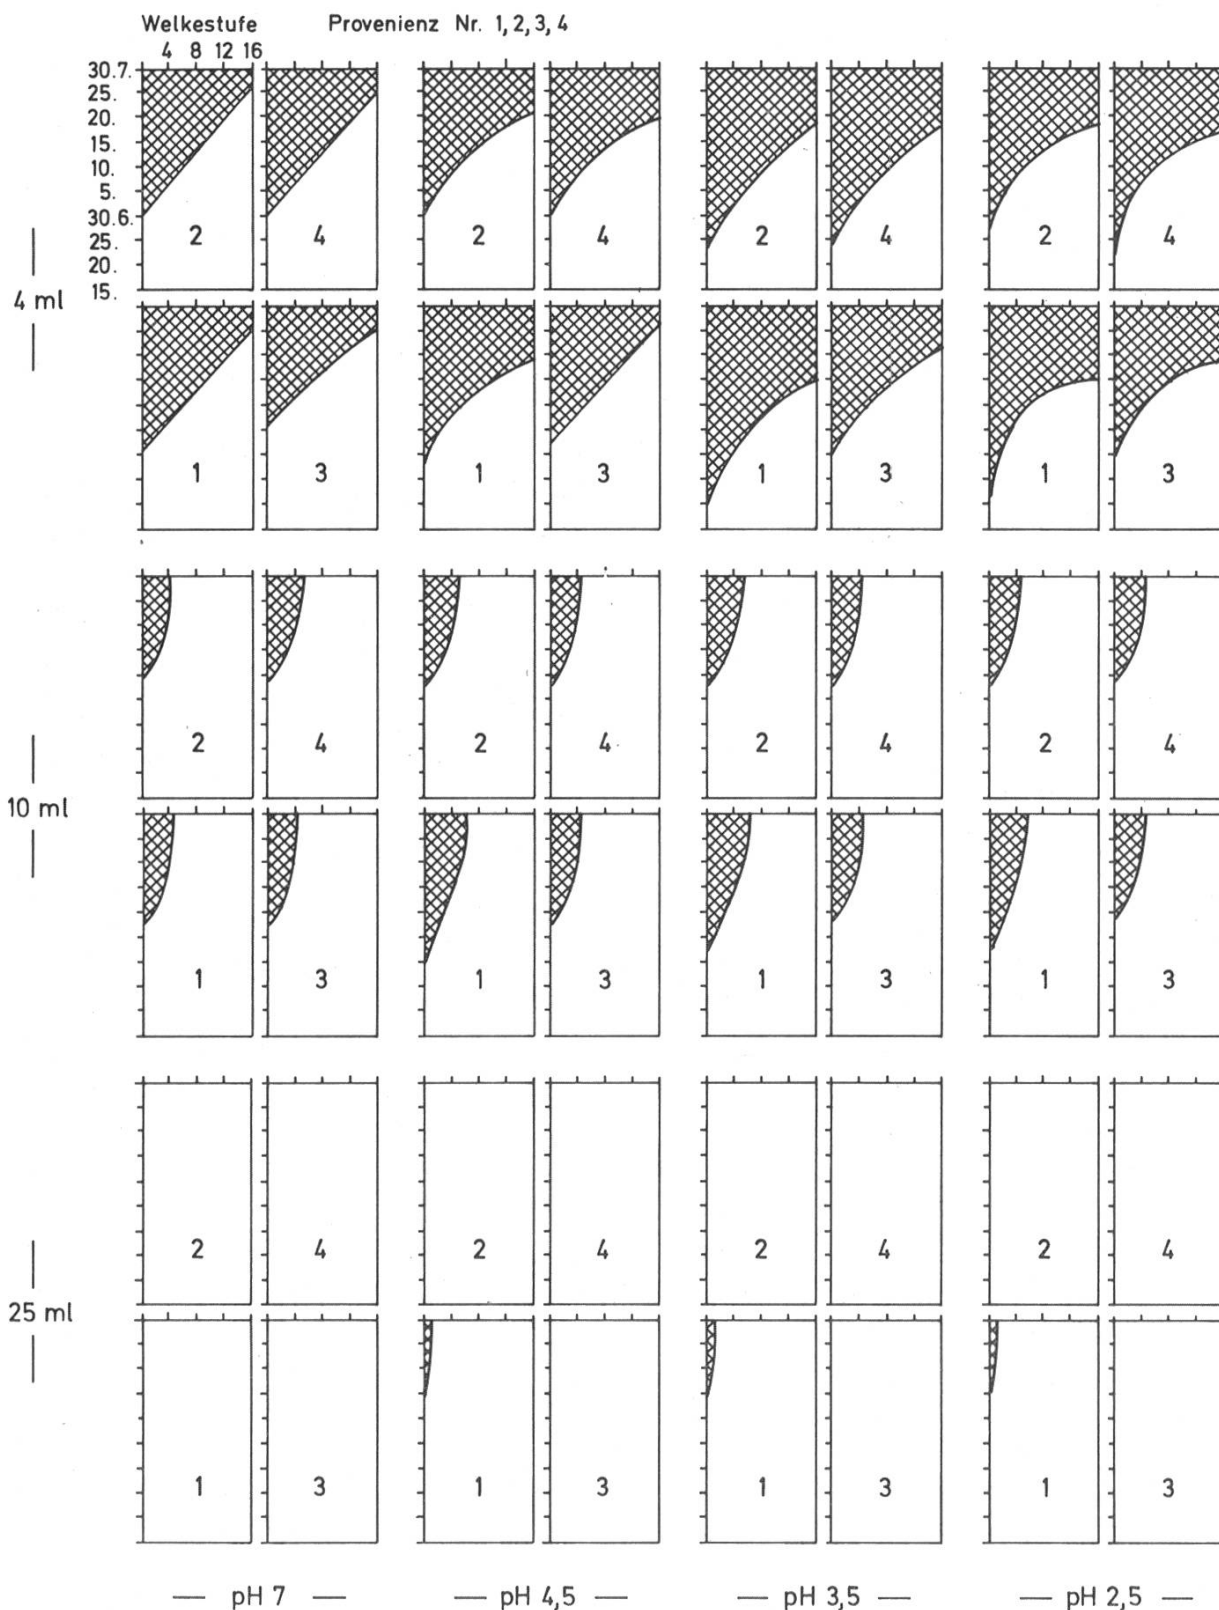 Welkestufe Provenienz Nr. 1, 2, 3, 4
4 8 12 16
30.7.
25.
20.
15.
10.
5.
30.6.
25.
20.
15.
2 4 2 4 2 4 2 4
4 ml
1 3 1 3 1 3 1 3
2 4 2 4 2 4 2 4
10 ml
1 3 1 3 1 3 1 3
2 4 2 4 2 4 2 4
25 ml
1 3 1 3 1 3 1 3
— pH 7 — — pH 4,5 — — pH 3,5 — — pH 2,5 —